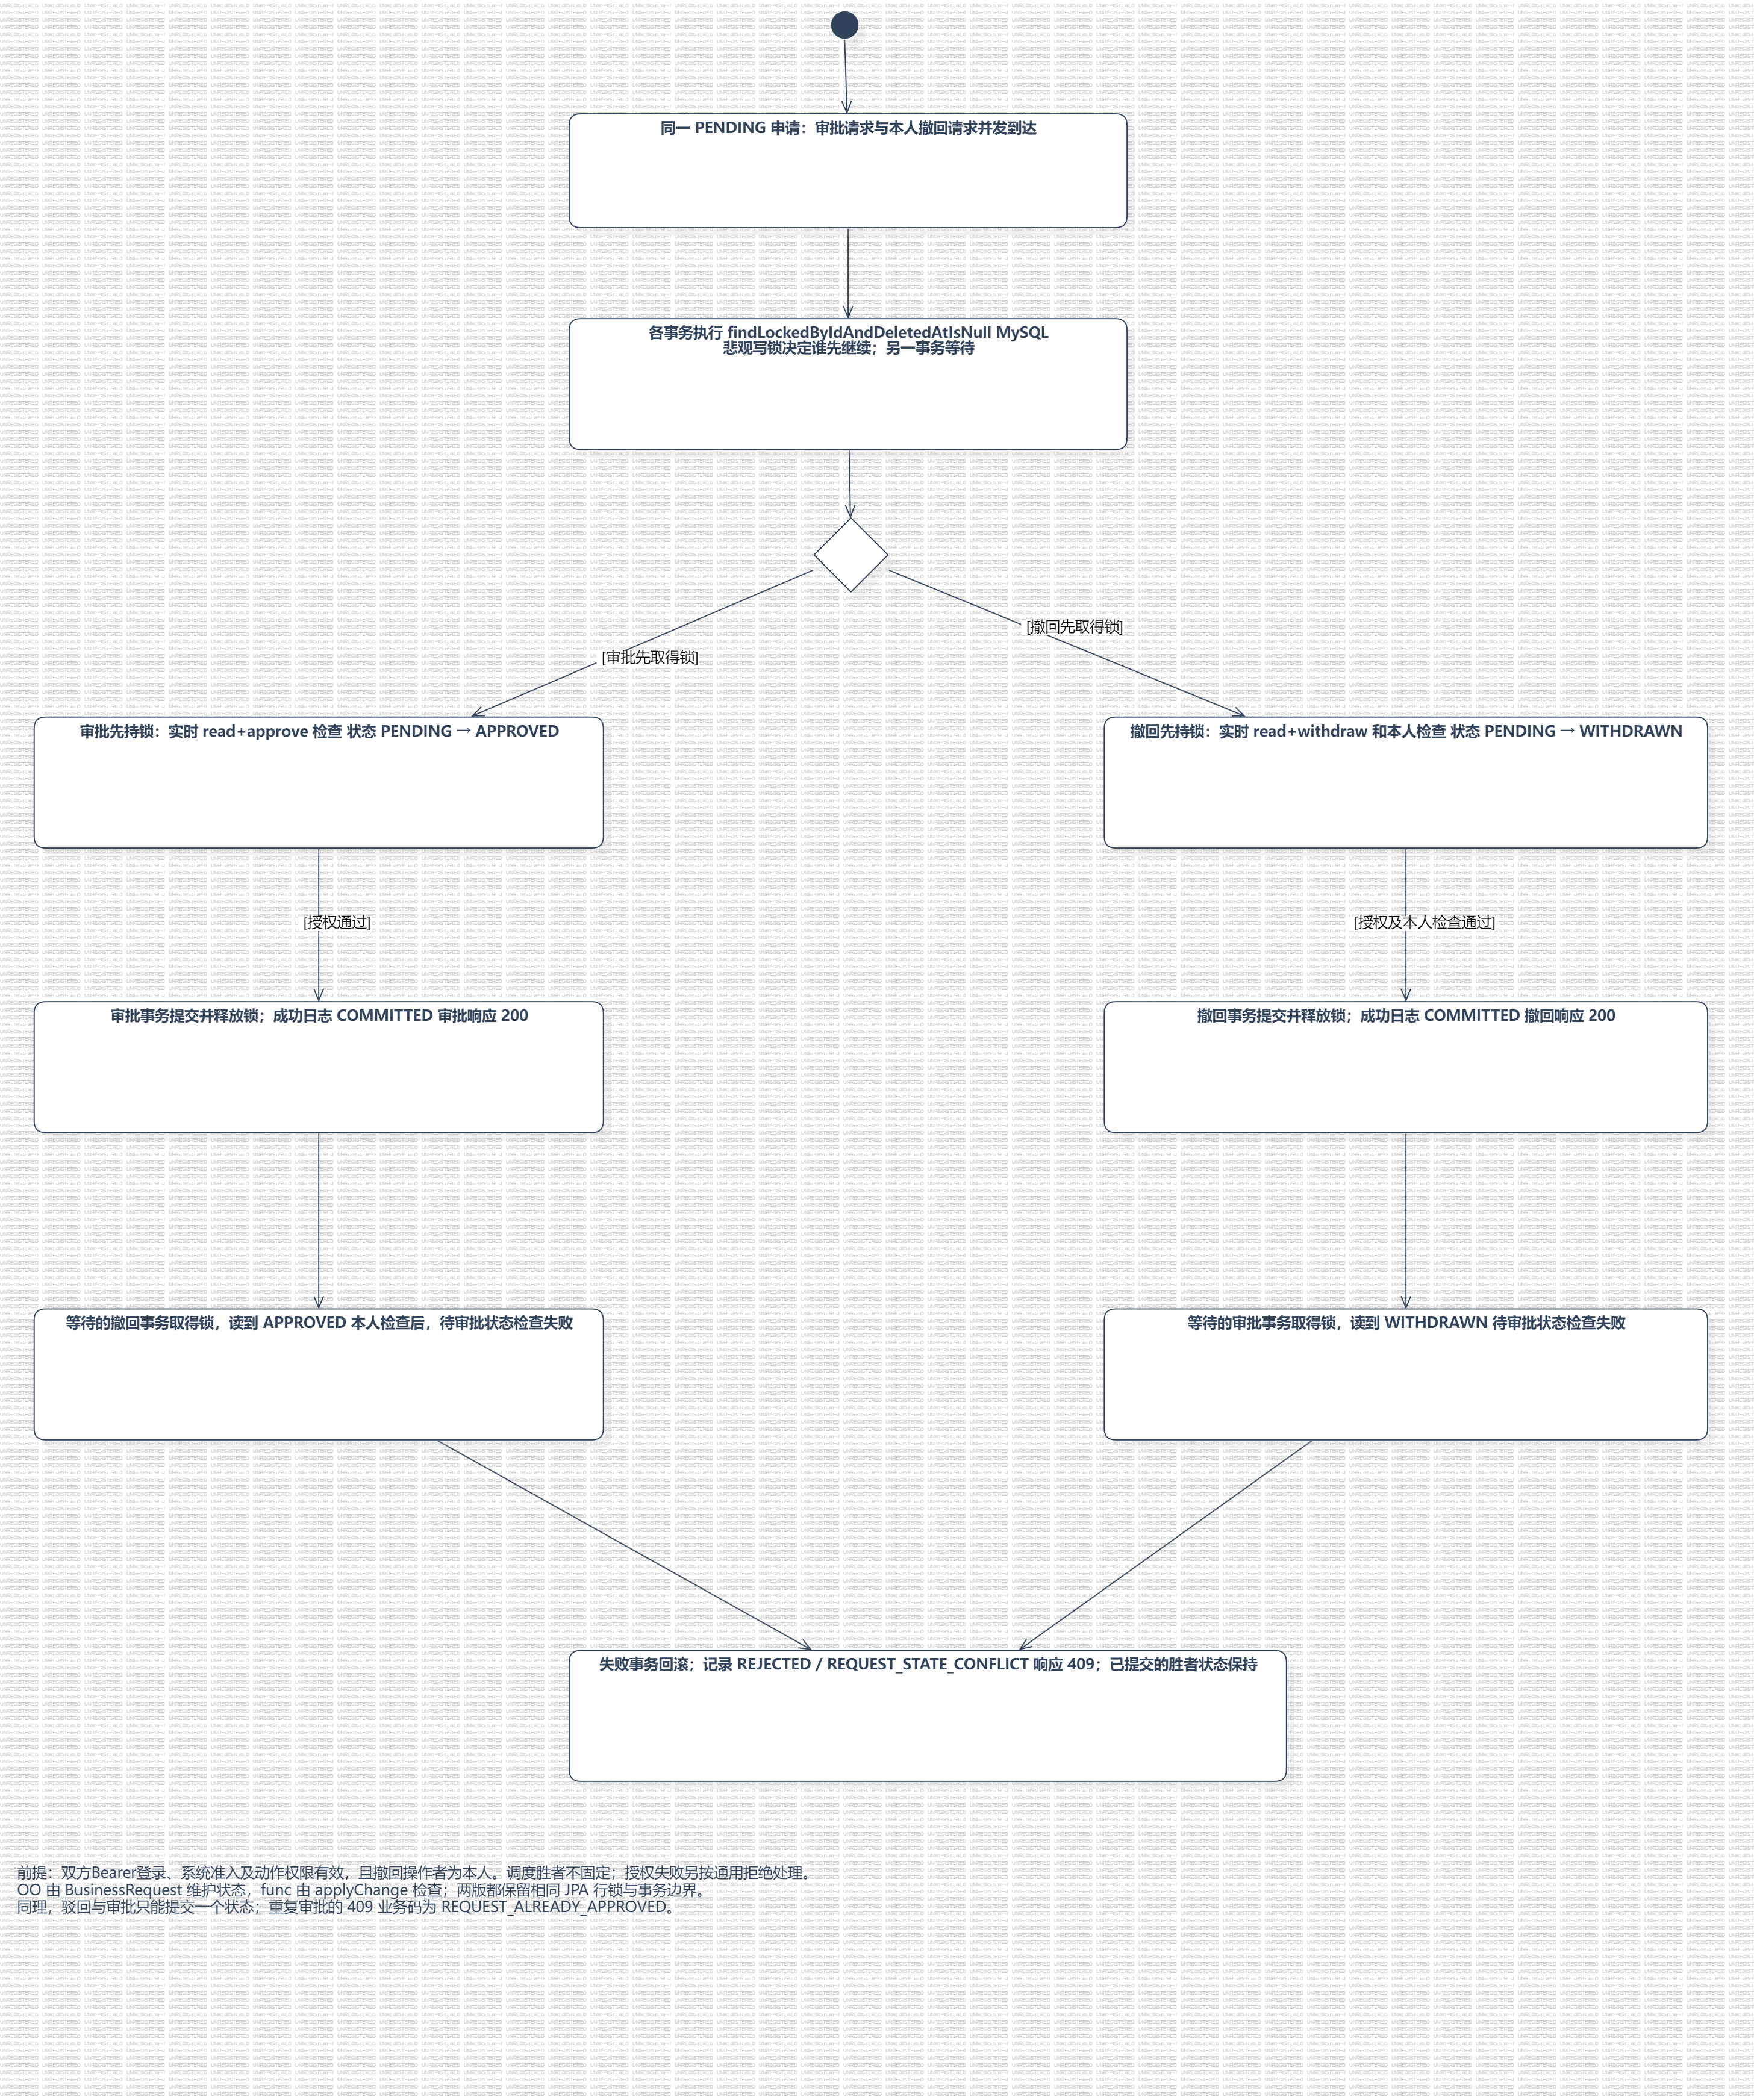 同一 PENDING 申请：审批请求与本人撤回请求并发到达
各事务执行 findLockedByIdAndDeletedAtIsNull MySQL
悲观写锁决定谁先继续；另一事务等待
[撤回先取得锁]
[审批先取得锁]
审批先持锁：实时 read+approve 检查 状态 PENDING → APPROVED
撤回先持锁：实时 read+withdraw 和本人检查 状态 PENDING → WITHDRAWN
[授权通过]
[授权及本人检查通过]
审批事务提交并释放锁；成功日志 COMMITTED 审批响应 200
撤回事务提交并释放锁；成功日志 COMMITTED 撤回响应 200
等待的撤回事务取得锁，读到 APPROVED 本人检查后，待审批状态检查失败
等待的审批事务取得锁，读到 WITHDRAWN 待审批状态检查失败
失败事务回滚；记录 REJECTED / REQUEST_STATE_CONFLICT 响应 409；已提交的胜者状态保持
前提：双方Bearer登录、系统准入及动作权限有效，且撤回操作者为本人。调度胜者不固定；授权失败另按通用拒绝处理。
OO 由 BusinessRequest 维护状态，func 由 applyChange 检查；两版都保留相同 JPA 行锁与事务边界。
同理，驳回与审批只能提交一个状态；重复审批的 409 业务码为 REQUEST_ALREADY_APPROVED。